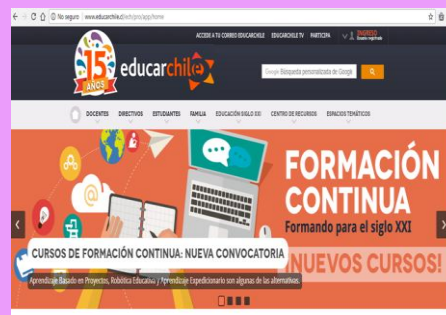 No seguro | www.educarchile.cl/ech/pro/app/home
ACCEDE A TU CORREO EDUCARCHILE EDUCARCHILE TV PARTICIPA INGRESO
Usuario registrado
15 AÑOS
educarchile
Google Búsqueda personalizada de Google
DOCENTES DIRECTIVOS ESTUDIANTES FAMILIA EDUCACIÓN SIGLO XXI CENTRO DE RECURSOS ESPACIOS TEMÁTICOS
FORMACIÓN
CONTINUA
Formando para el siglo XXI
¡NUEVOS CURSOS!
CURSOS DE FORMACIÓN CONTINUA: NUEVA CONVOCATORIA
Aprendizaje Basado en Proyectos, Robótica Educativa y Aprendizaje Expedicionario son algunas de las alternativas.